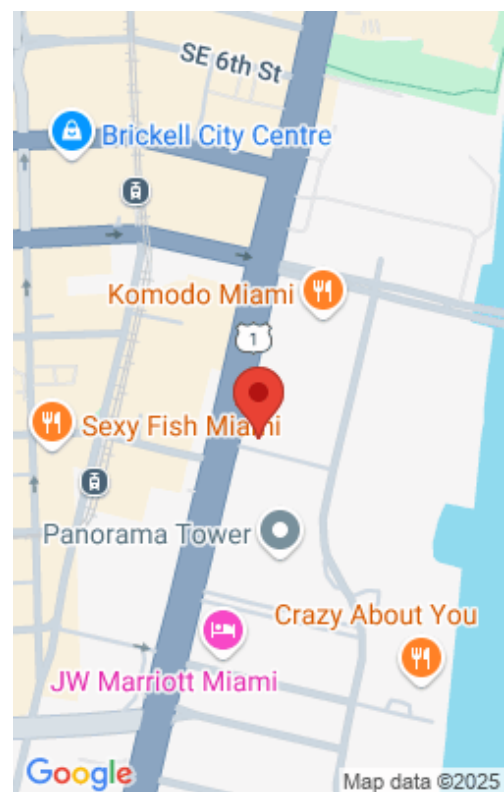 SE 6th St
Brickell City Centre
Komodo Miami
1
Sexy Fish Miami
Panorama Tower
Crazy About You
JW Marriott Miami
Google
Map data ©2025